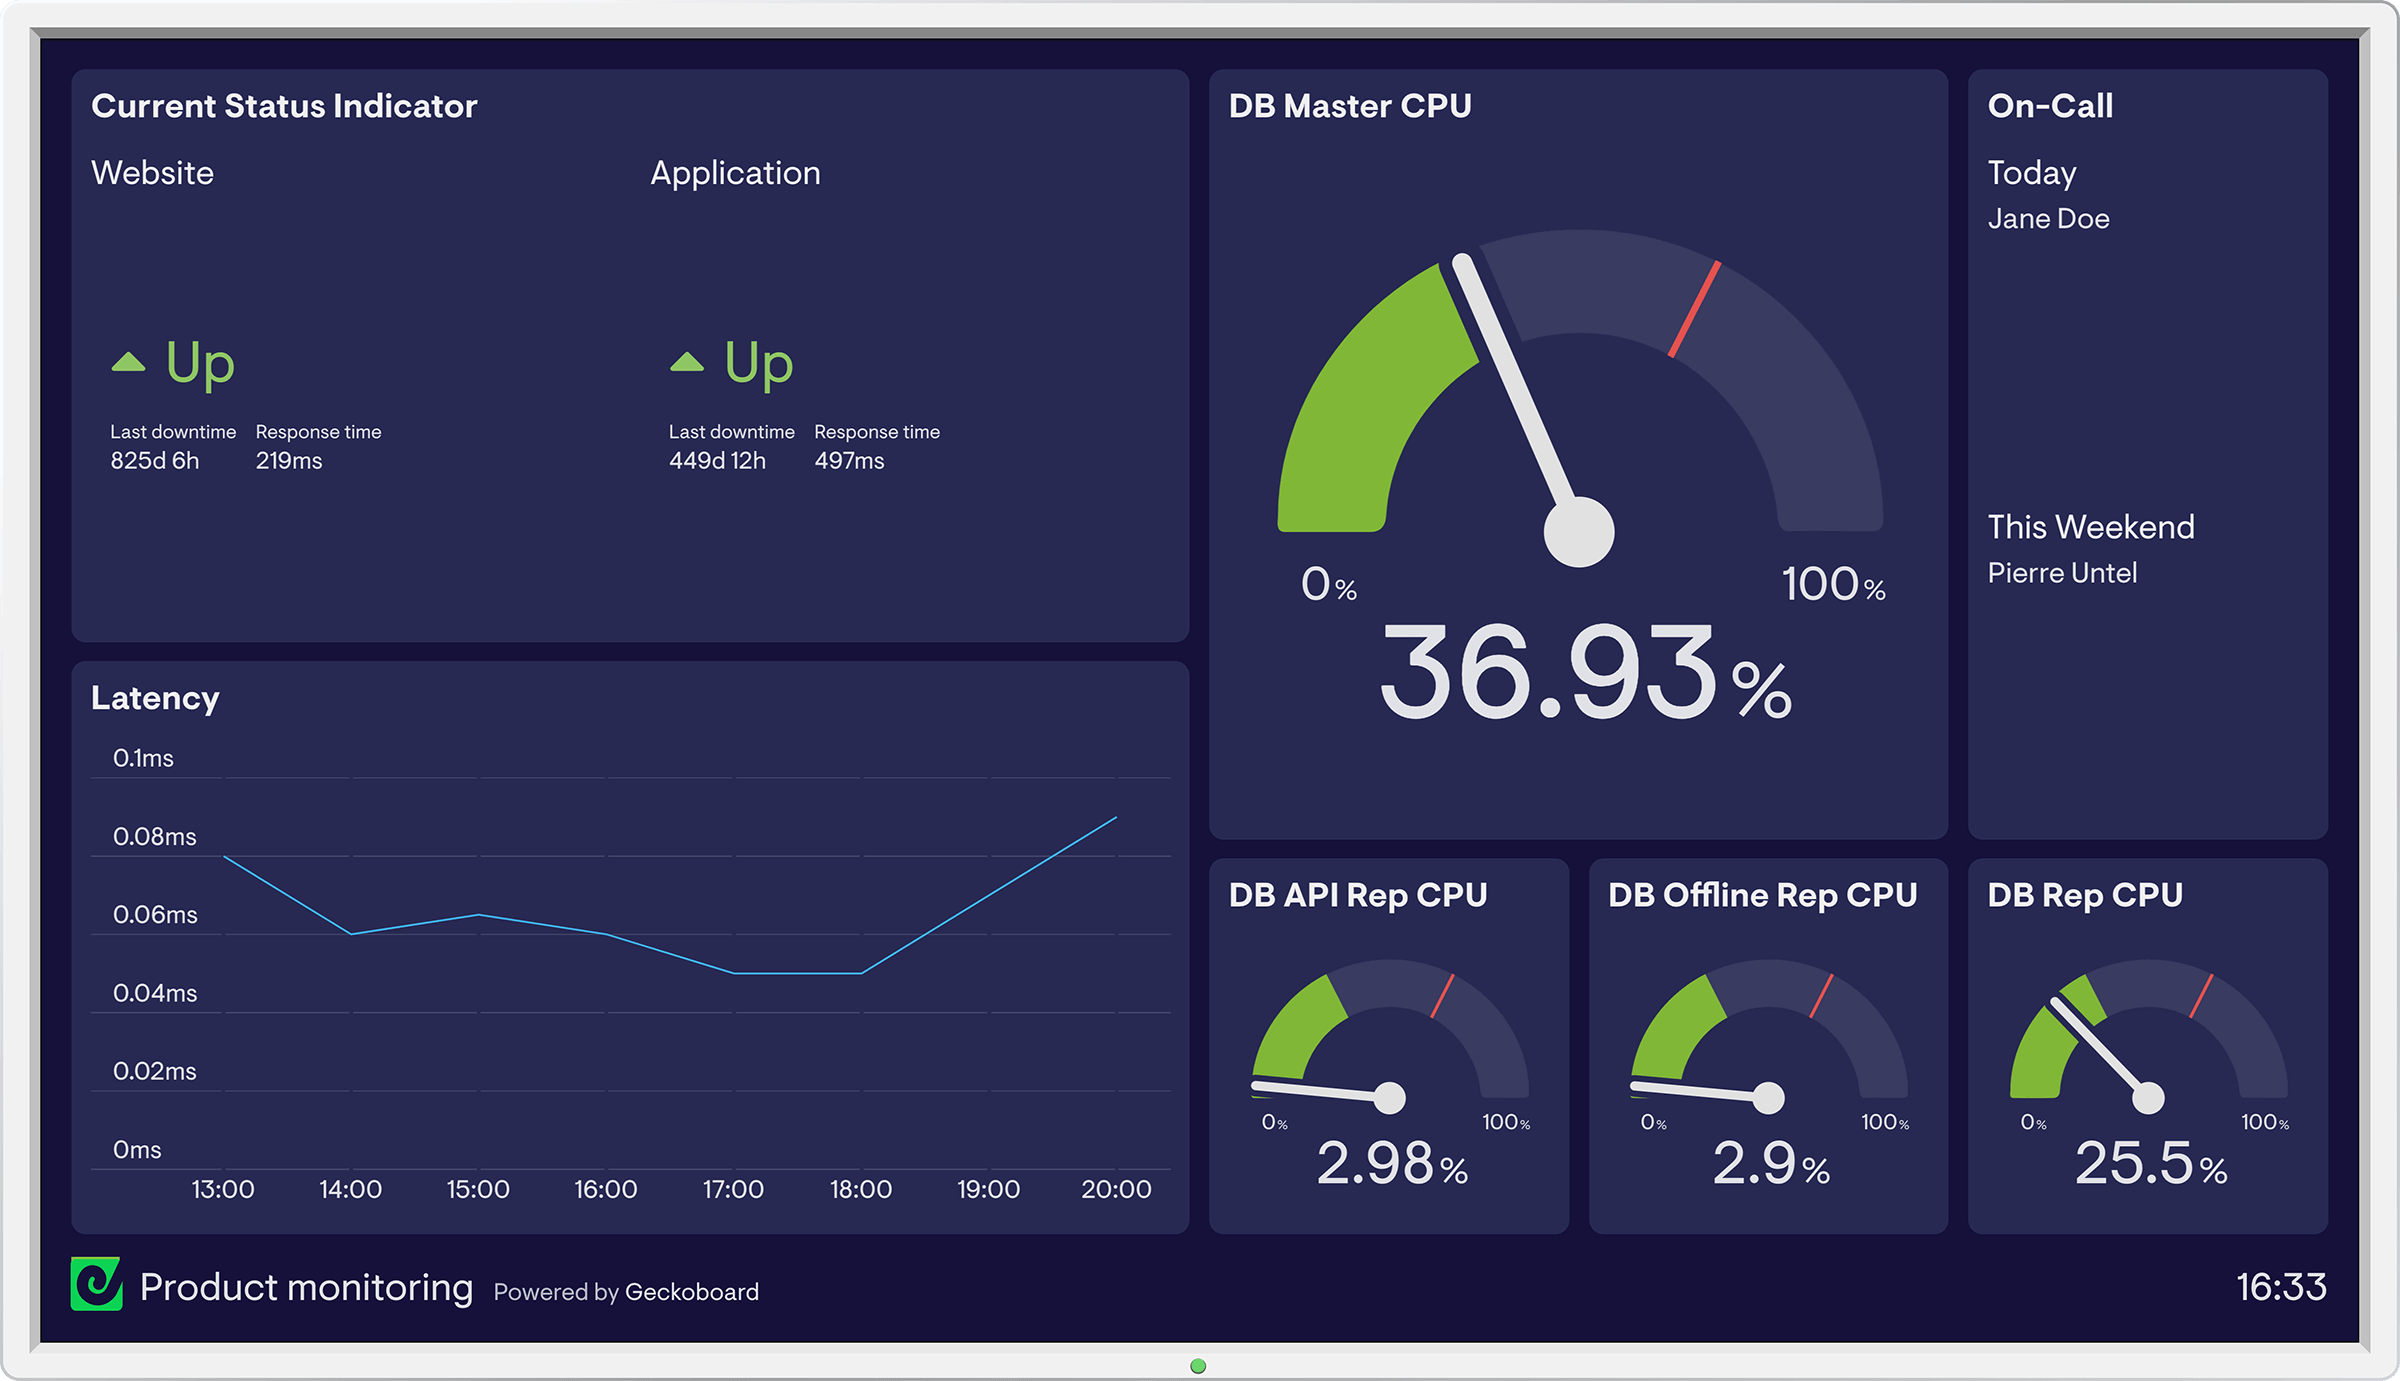 Current Status Indicator
Website
Up
Last downtime Response time
825d 6h 219ms
Application
Up
Last downtime Response time
449d 12h 497ms
Latency
0.1ms
0.08ms
0.06ms
0.04ms
0.02ms
0ms
13:00 14:00 15:00 16:00 17:00 18:00 19:00 20:00
DB Master CPU
0% 100%
36.93%
On-Call
Today
Jane Doe
This Weekend
Pierre Untel
DB API Rep CPU
0% 100%
2.98%
DB Offline Rep CPU
0% 100%
2.9%
DB Rep CPU
0% 100%
25.5%
Product monitoring Powered by Geckoboard
16:33